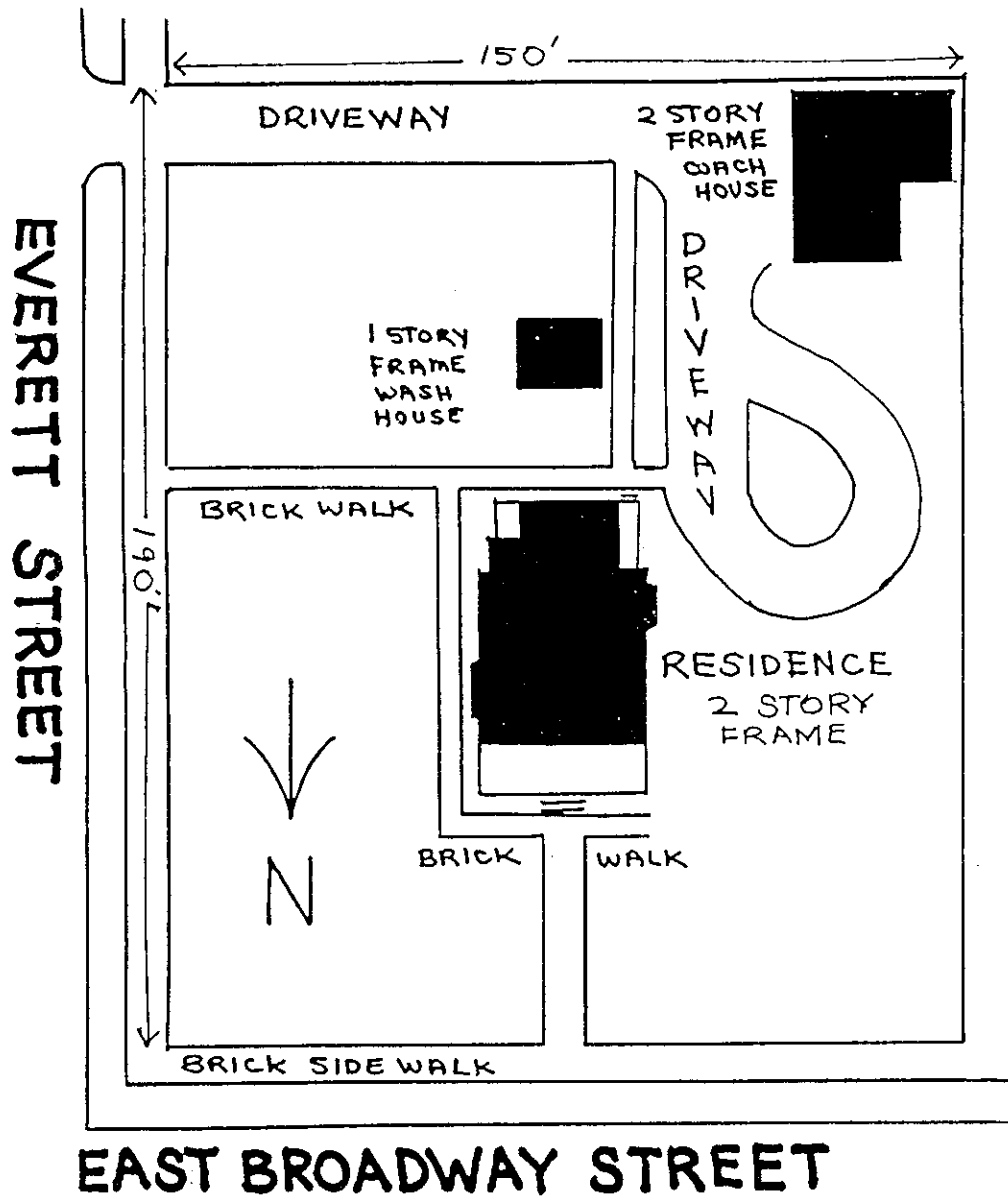 150'
DRIVEWAY
2 STORY
FRAME
COACH
HOUSE
DRIVEWAY
1 STORY
FRAME
WASH
HOUSE
EVERETT STREET
190'
BRICK WALK
RESIDENCE
2 STORY
FRAME
N
BRICK WALK
BRICK SIDE WALK
EAST BROADWAY STREET